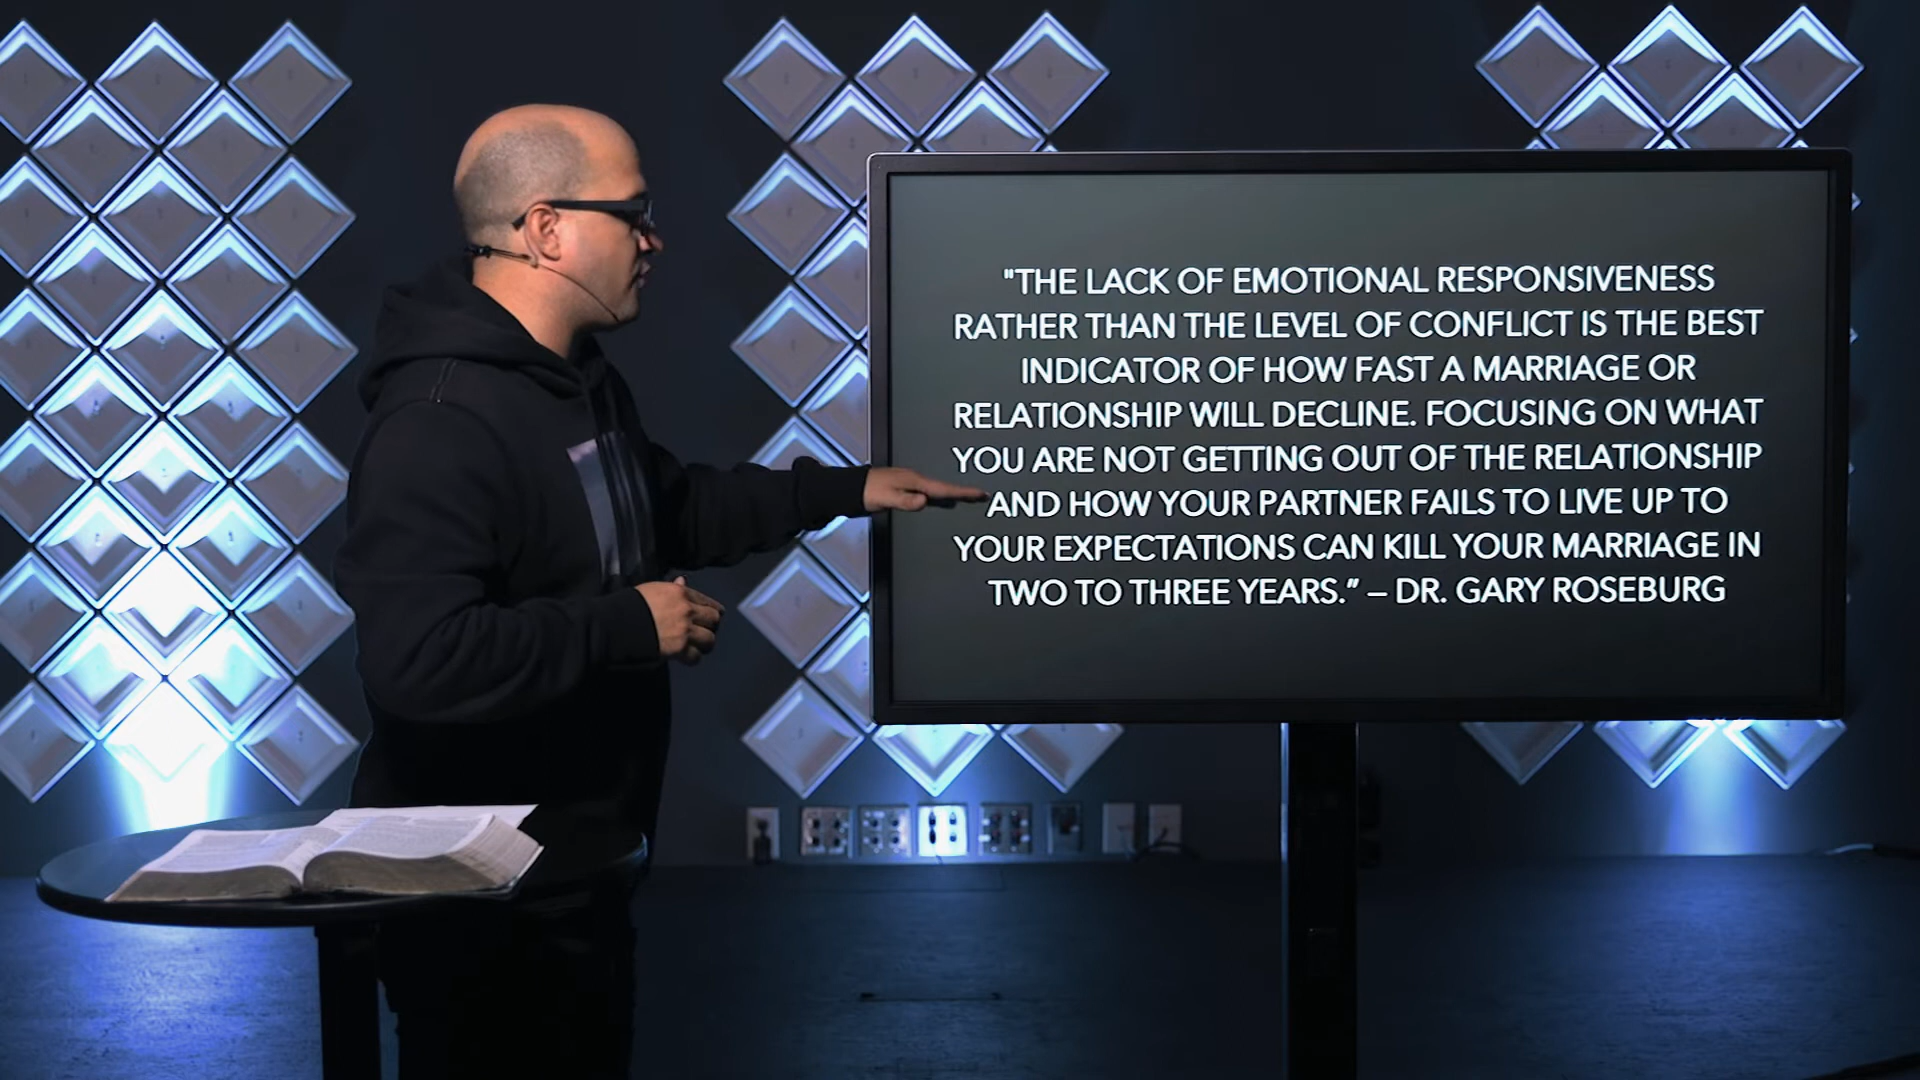 "THE LACK OF EMOTIONAL RESPONSIVENESS
RATHER THAN THE LEVEL OF CONFLICT IS THE BEST
INDICATOR OF HOW FAST A MARRIAGE OR
RELATIONSHIP WILL DECLINE. FOCUSING ON WHAT
YOU ARE NOT GETTING OUT OF THE RELATIONSHIP
AND HOW YOUR PARTNER FAILS TO LIVE UP TO
YOUR EXPECTATIONS CAN KILL YOUR MARRIAGE IN
TWO TO THREE YEARS.” – DR. GARY ROSEBURG